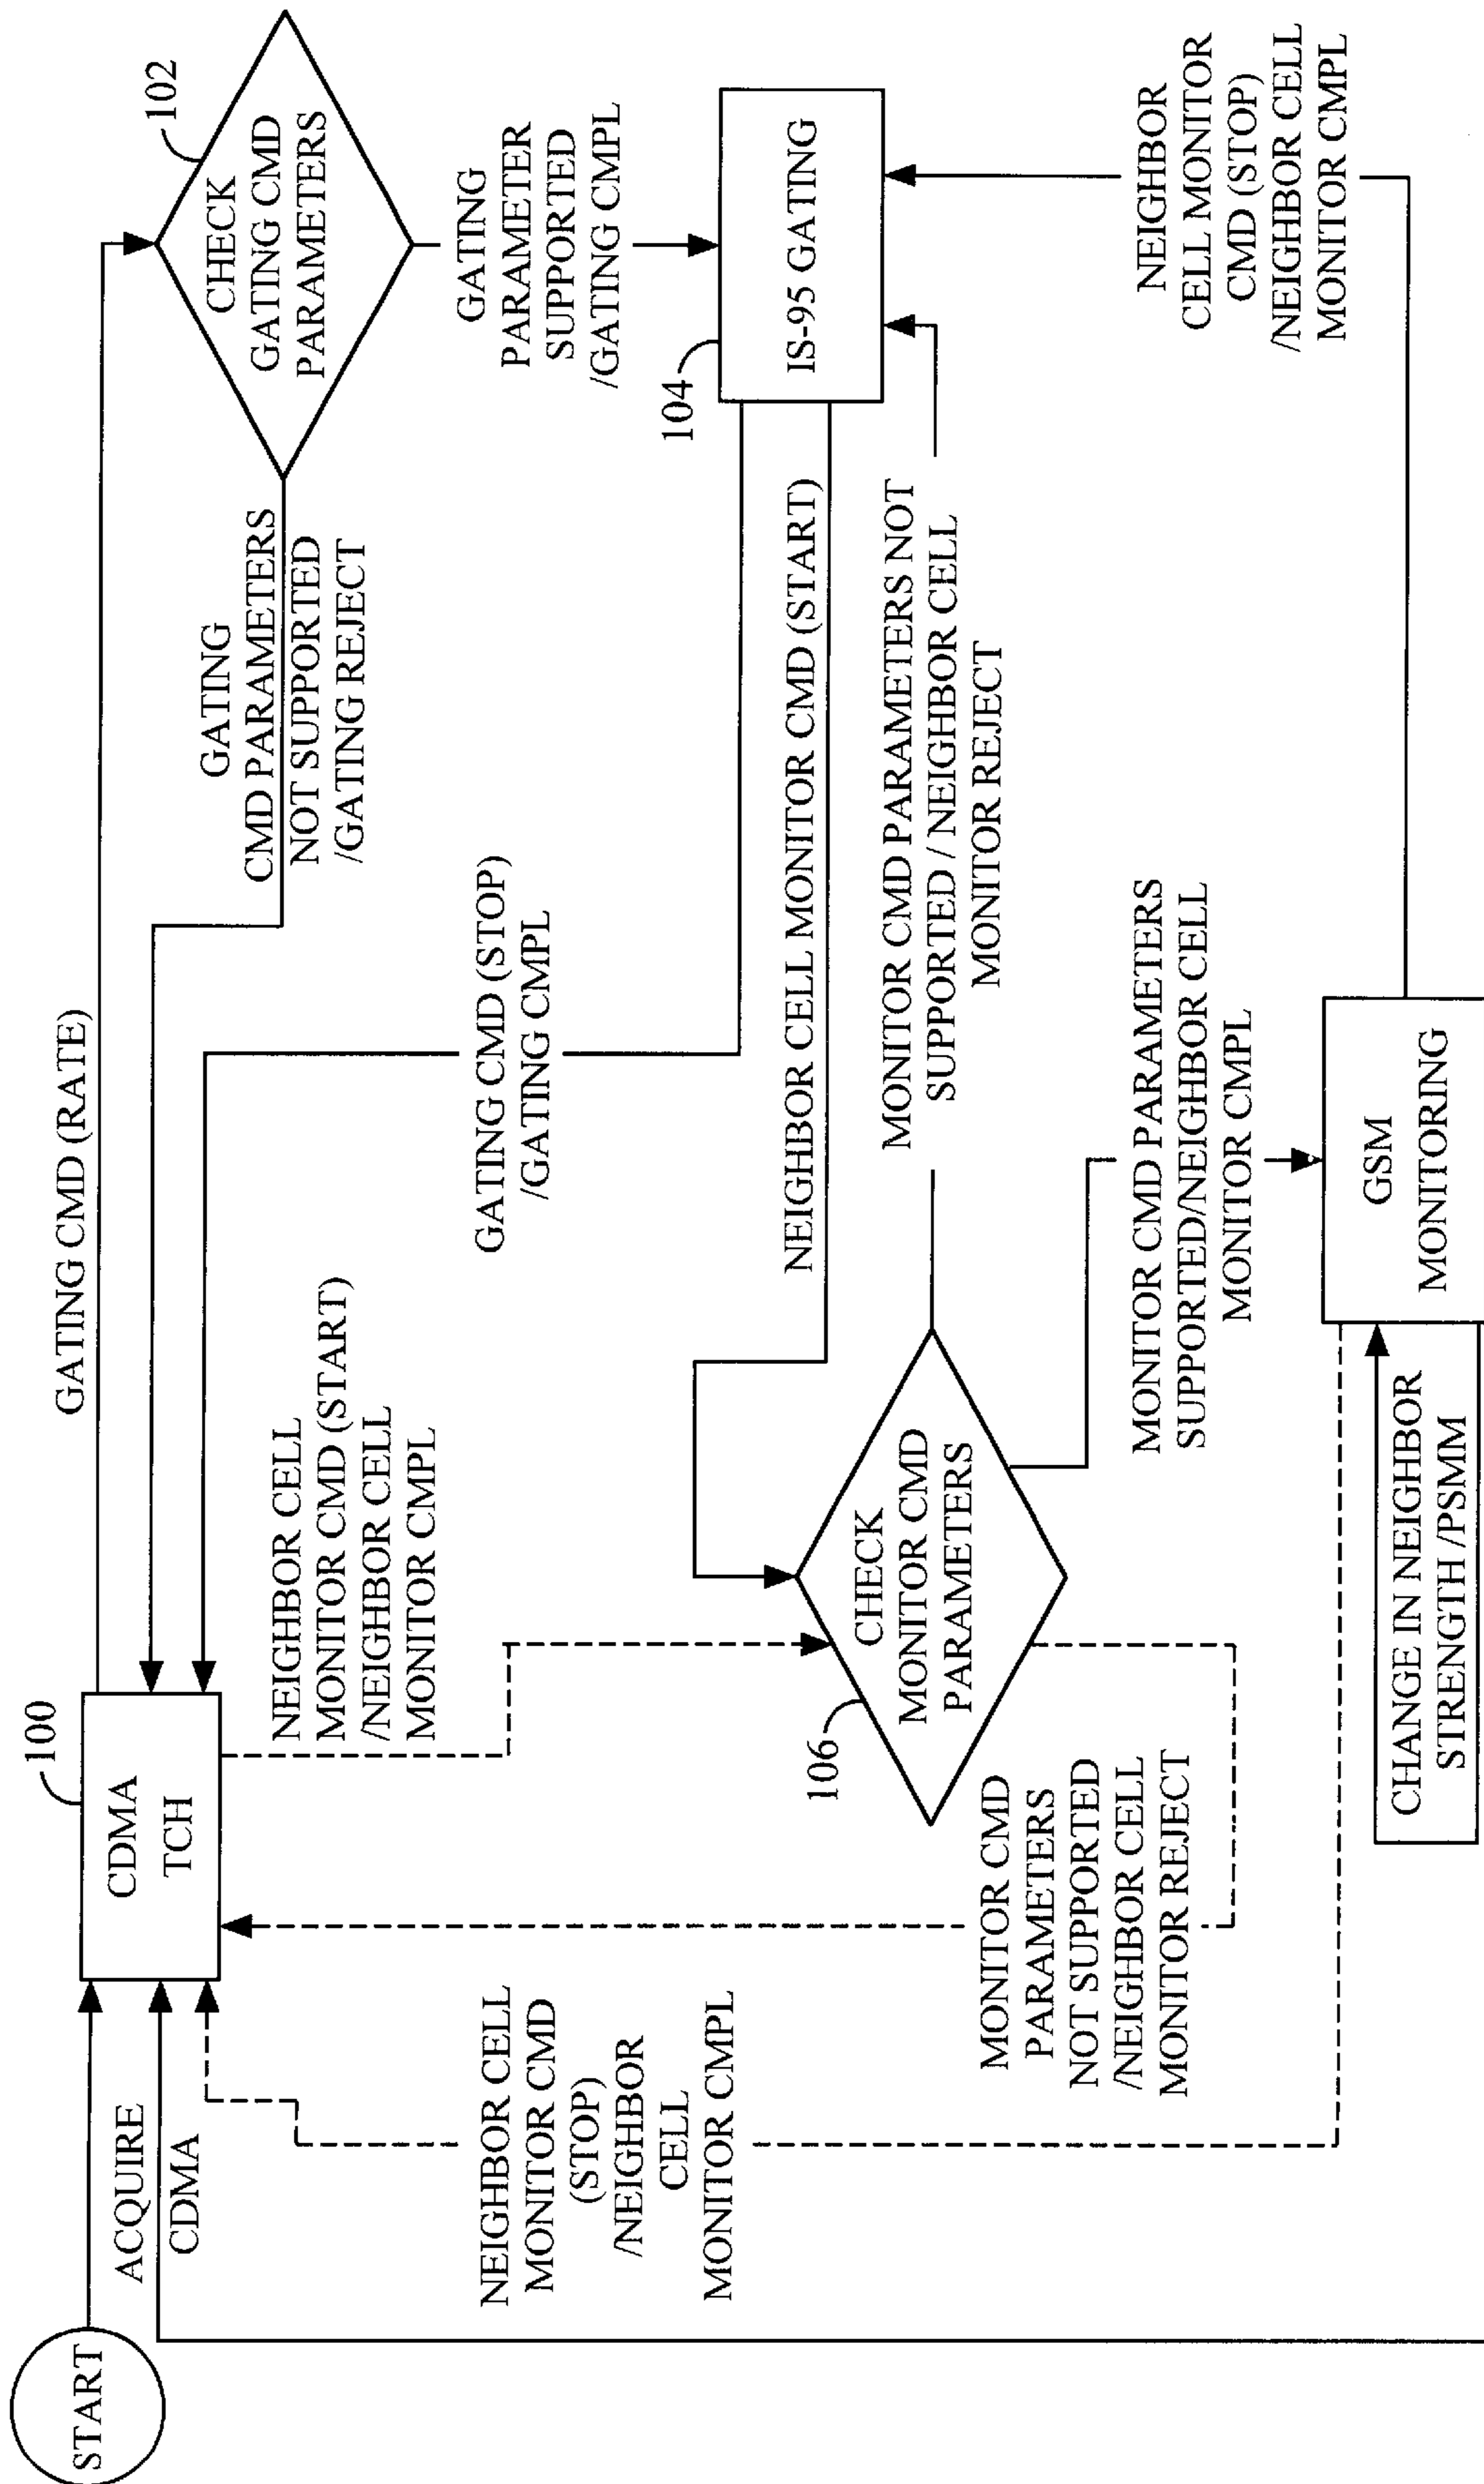 START
ACQUIRE
CDMA
100
CDMA
TCH
GATING CMD (RATE)
102
CHECK
GATING CMD
PARAMETERS
GATING
CMD PARAMETERS
NOT SUPPORTED
/GATING REJECT
GATING
PARAMETER
SUPPORTED
/GATING CMPL
NEIGHBOR CELL
MONITOR CMD (START)
/NEIGHBOR CELL
MONITOR CMPL
GATING CMD (STOP)
/GATING CMPL
104
IS-95 GATING
NEIGHBOR CELL MONITOR CMD (START)
NEIGHBOR CELL
MONITOR CMD
(STOP)
/NEIGHBOR
CELL
MONITOR CMPL
106
CHECK
MONITOR CMD
PARAMETERS
MONITOR CMD PARAMETERS NOT
SUPPORTED / NEIGHBOR CELL
MONITOR REJECT
MONITOR CMD
PARAMETERS
NOT SUPPORTED
/NEIGHBOR CELL
MONITOR REJECT
MONITOR CMD PARAMETERS
SUPPORTED/NEIGHBOR CELL
MONITOR CMPL
NEIGHBOR
CELL MONITOR
CMD (STOP)
/NEIGHBOR CELL
MONITOR CMPL
GSM
MONITORING
CHANGE IN NEIGHBOR
STRENGTH /PSMM